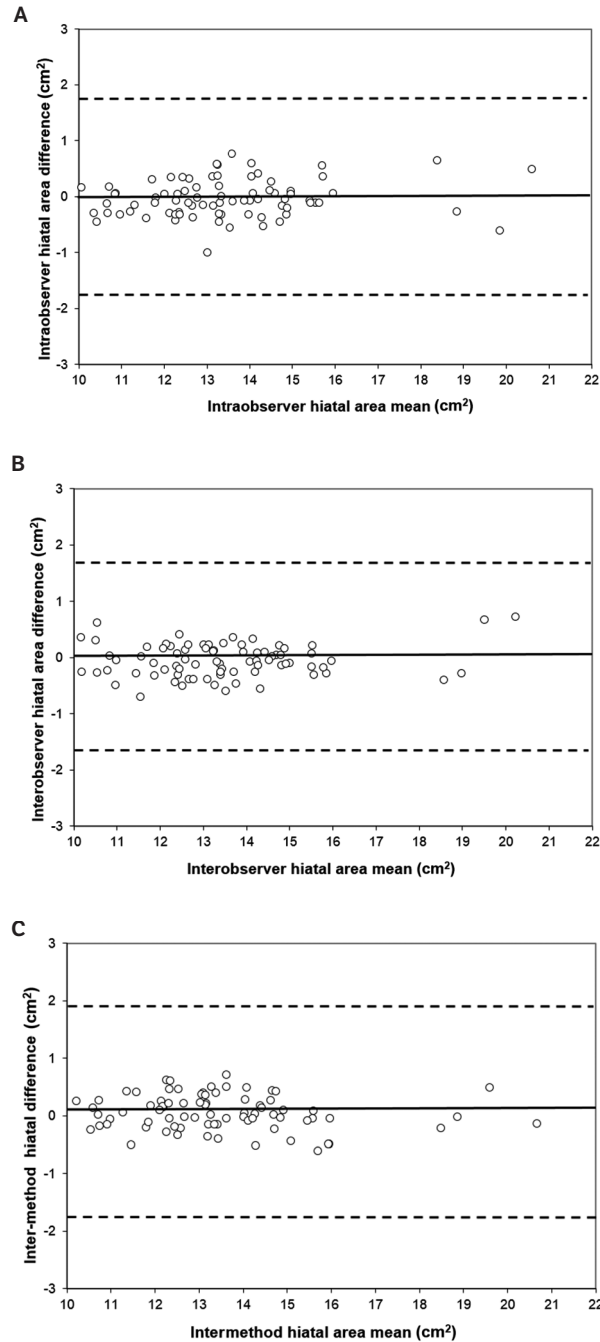 A
Intraobserver hiatal area difference (cm²)
3
2
1
0
-1
-2
-3
10 11 12 13 14 15 16 17 18 19 20 21 22
Intraobserver hiatal area mean (cm²)
B
Interobserver hiatal area difference (cm²)
3
2
1
0
-1
-2
-3
10 11 12 13 14 15 16 17 18 19 20 21 22
Interobserver hiatal area mean (cm²)
C
Inter-method hiatal difference (cm²)
3
2
1
0
-1
-2
-3
10 11 12 13 14 15 16 17 18 19 20 21 22
Intermethod hiatal area mean (cm²)